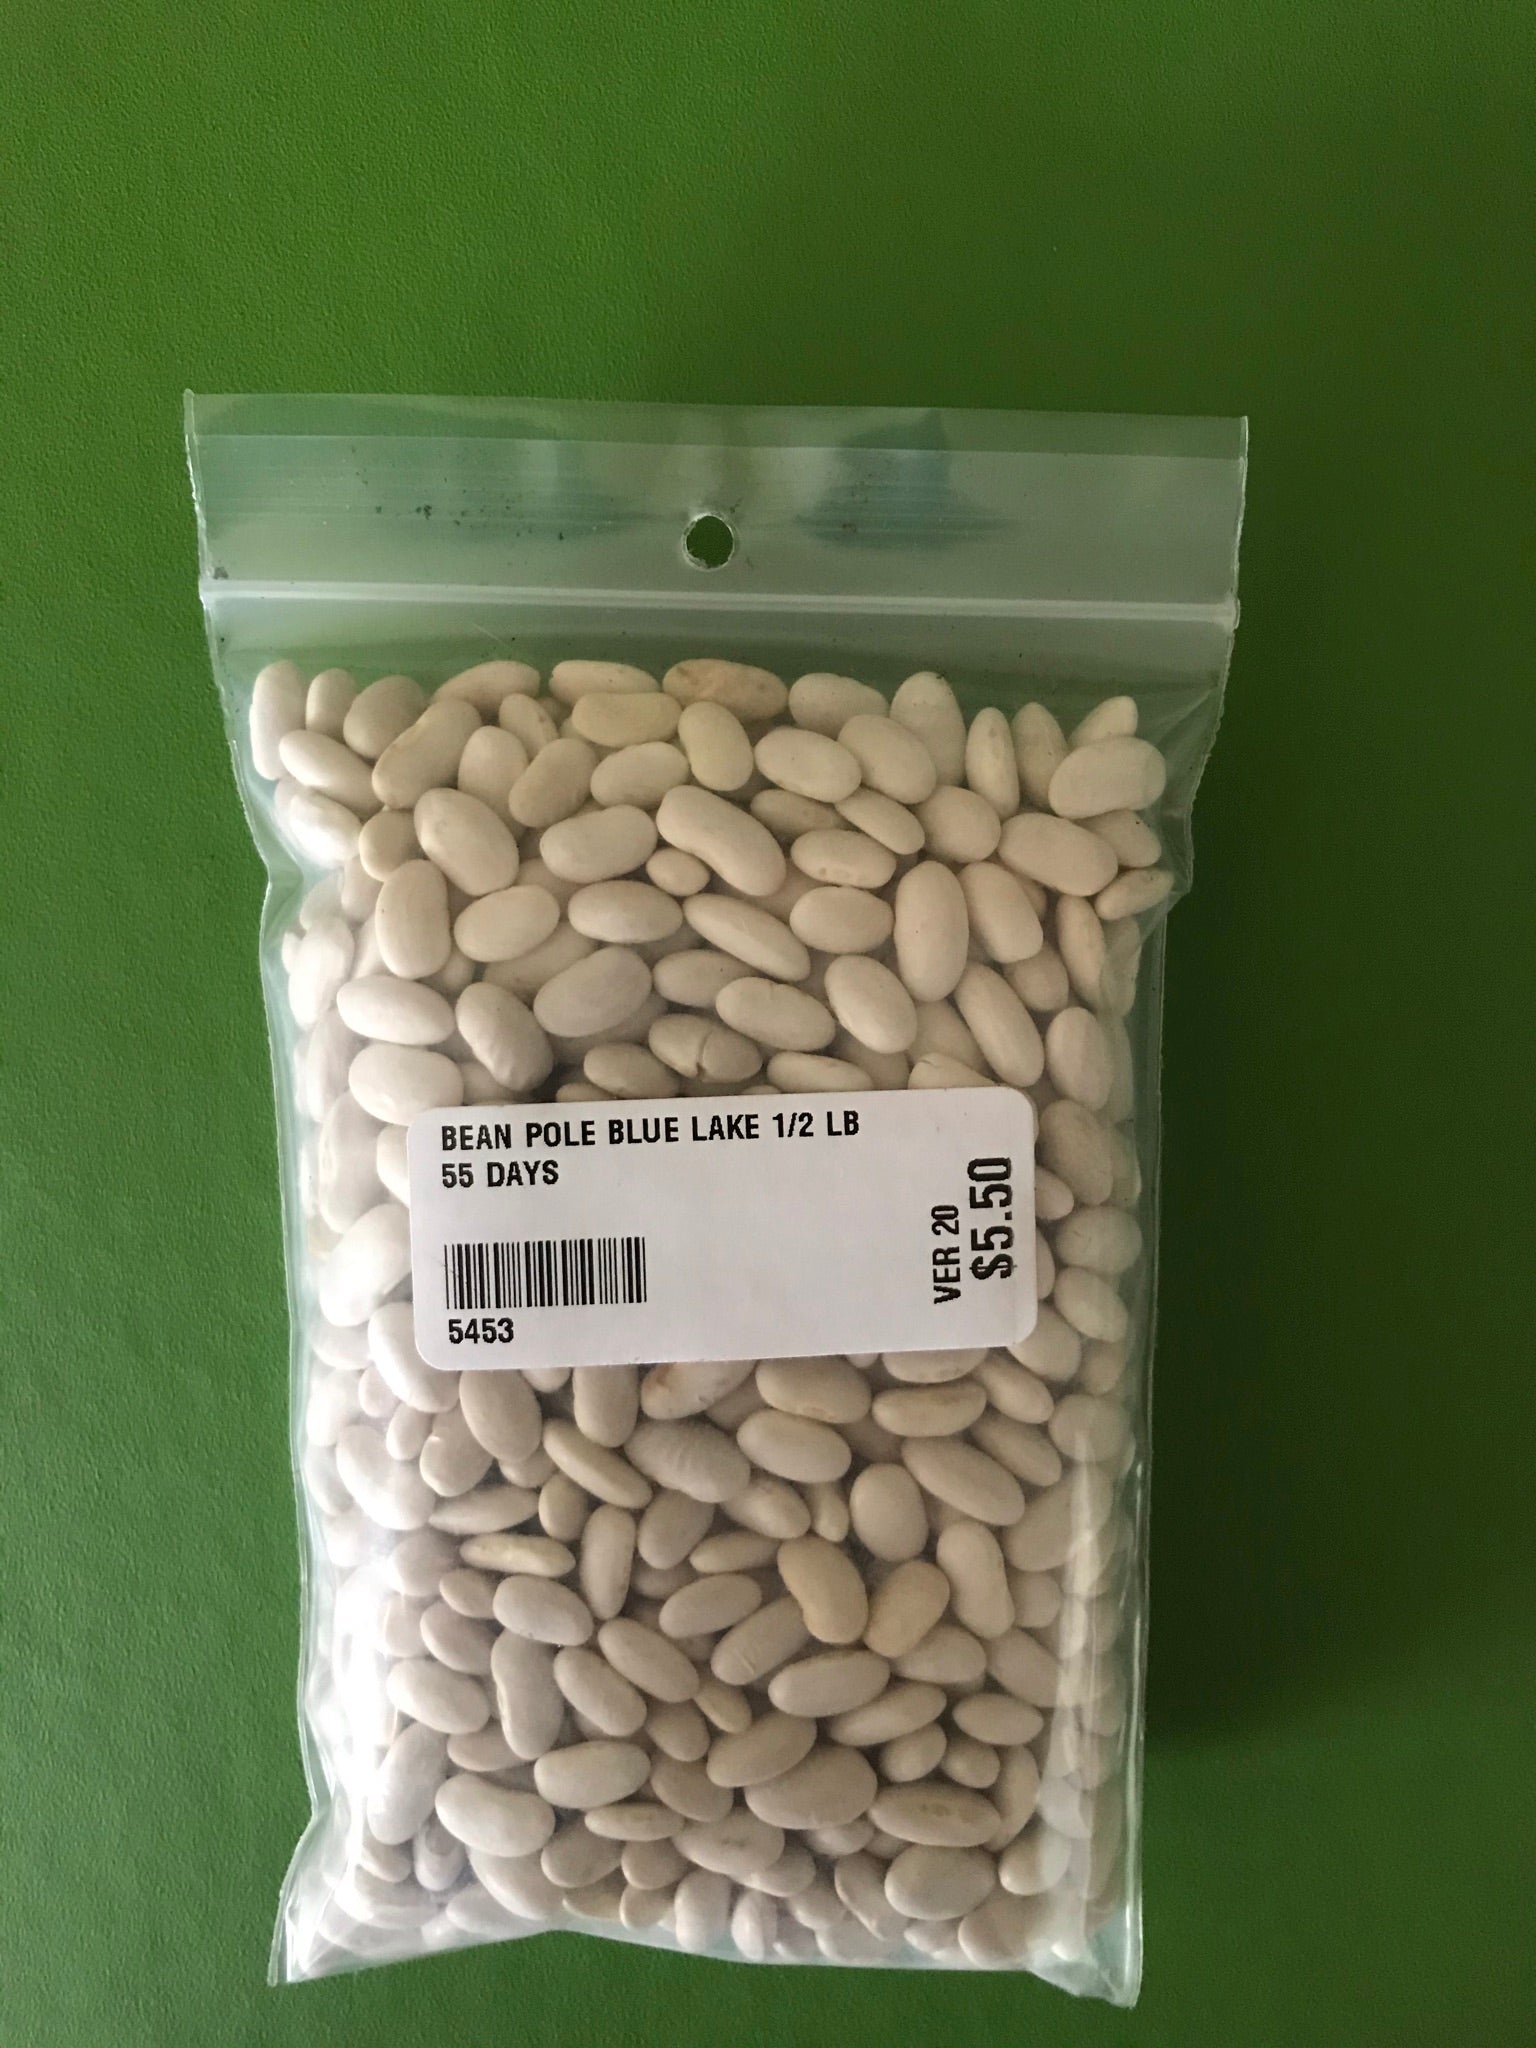 BEAN POLE BLUE LAKE 1/2 LB
55 DAYS
5453
VER 20
$5.50